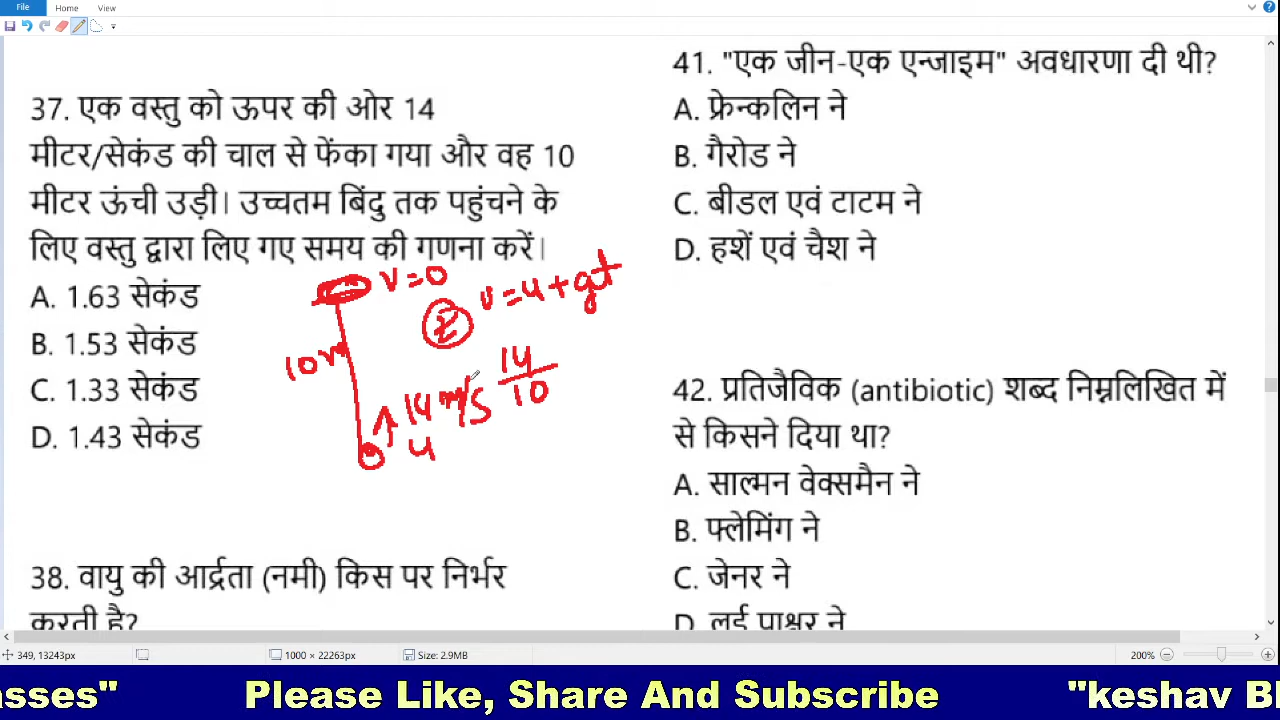 File Home View
37. एक वस्तु को ऊपर की ओर 14
मीटर/सेकंड की चाल से फेंका गया और वह 10
मीटर ऊंची उड़ी। उच्चतम बिंदु तक पहुंचने के
लिए वस्तु द्वारा लिए गए समय की गणना करें।
A. 1.63 सेकंड
B. 1.53 सेकंड
C. 1.33 सेकंड
D. 1.43 सेकंड
v=0
v=u+gt
10m
14 m/s
u
14
10
38. वायु की आर्द्रता (नमी) किस पर निर्भर
करती है?
41. "एक जीन-एक एन्जाइम" अवधारणा दी थी?
A. फ्रेन्कलिन ने
B. गैरोड ने
C. बीडल एवं टाटम ने
D. हर्शे एवं चैश ने
42. प्रतिजैविक (antibiotic) शब्द निम्नलिखित में
से किसने दिया था?
A. साल्मन वेक्समैन ने
B. फ्लेमिंग ने
C. जेनर ने
D. लुई पाश्चर ने
349, 13243px 1000 × 22263px Size: 2.9MB 200%
asses" Please Like, Share And Subscribe "keshav Bl